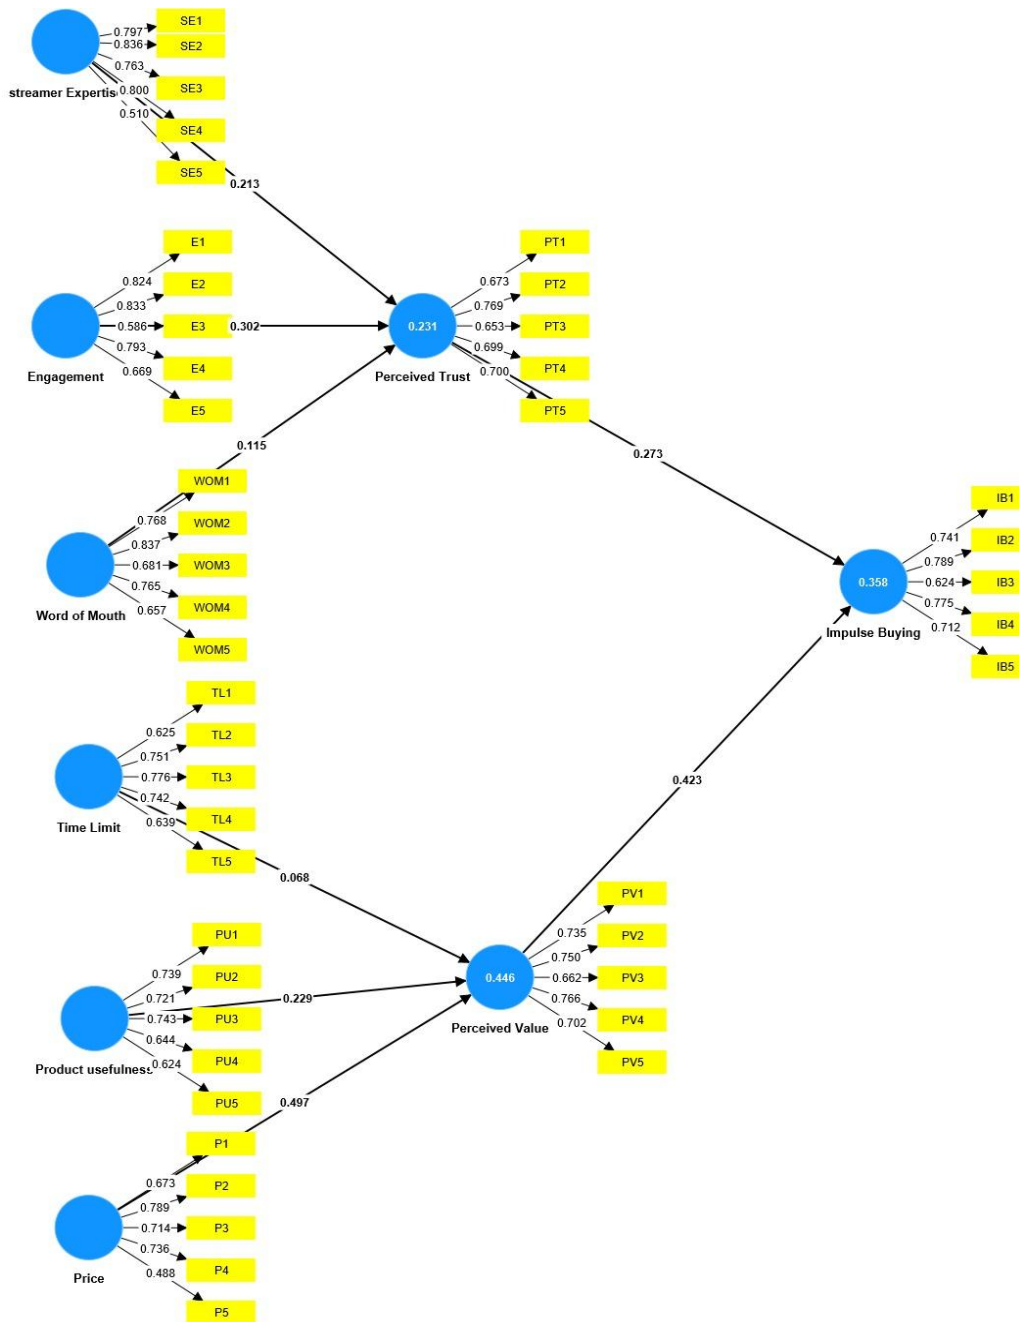 SE1
0.797
0.836
SE2
0.763
SE3
streamer Expertis
0.800
0.510
SE4
SE5
0.213
E1
0.824
E2
0.833
0.586
E3
0.302
0.793
E4
0.669
E5
Engagement
PT1
0.673
PT2
0.769
0.231
0.653
PT3
0.699
PT4
0.700
PT5
Perceived Trust
0.115
0.273
WOM1
0.768
WOM2
0.837
0.681
WOM3
0.765
WOM4
0.657
WOM5
Word of Mouth
IB1
0.741
IB2
0.789
0.358
0.624
IB3
0.775
IB4
0.712
IB5
Impulse Buying
TL1
0.625
TL2
0.751
0.776
TL3
0.742
TL4
0.639
TL5
Time Limit
0.068
0.423
PV1
0.735
PV2
0.750
0.446
0.662
PV3
0.766
PV4
0.702
PV5
Perceived Value
PU1
0.739
PU2
0.721
0.229
0.743
PU3
0.644
PU4
0.624
PU5
Product usefulness
0.497
P1
0.673
P2
0.789
0.714
P3
0.736
P4
0.488
P5
Price